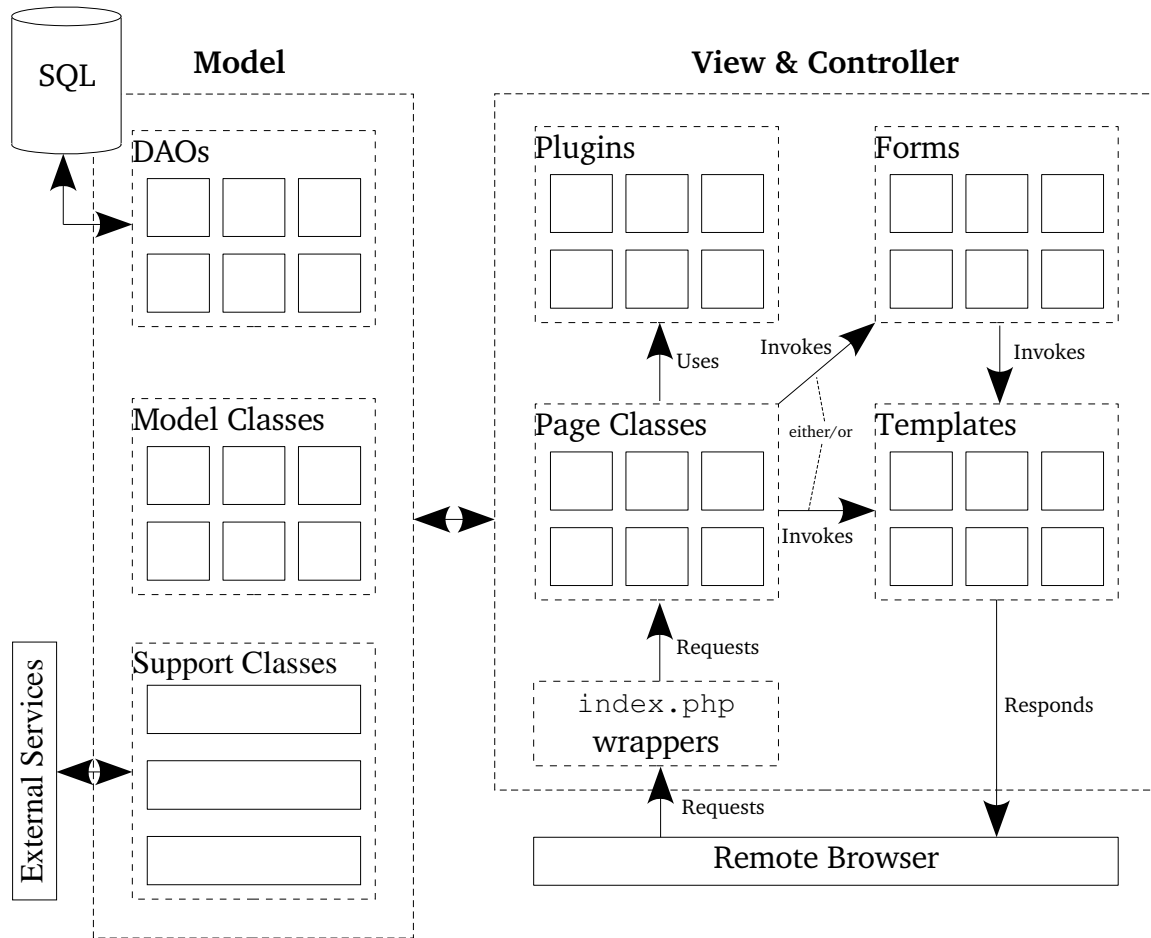 SQL
Model
View & Controller
DAOs
Plugins
Forms
Uses
Invokes
Invokes
Model Classes
Page Classes
either/or
Templates
Invokes
Support Classes
External Services
Requests
index.php
wrappers
Responds
Requests
Remote Browser